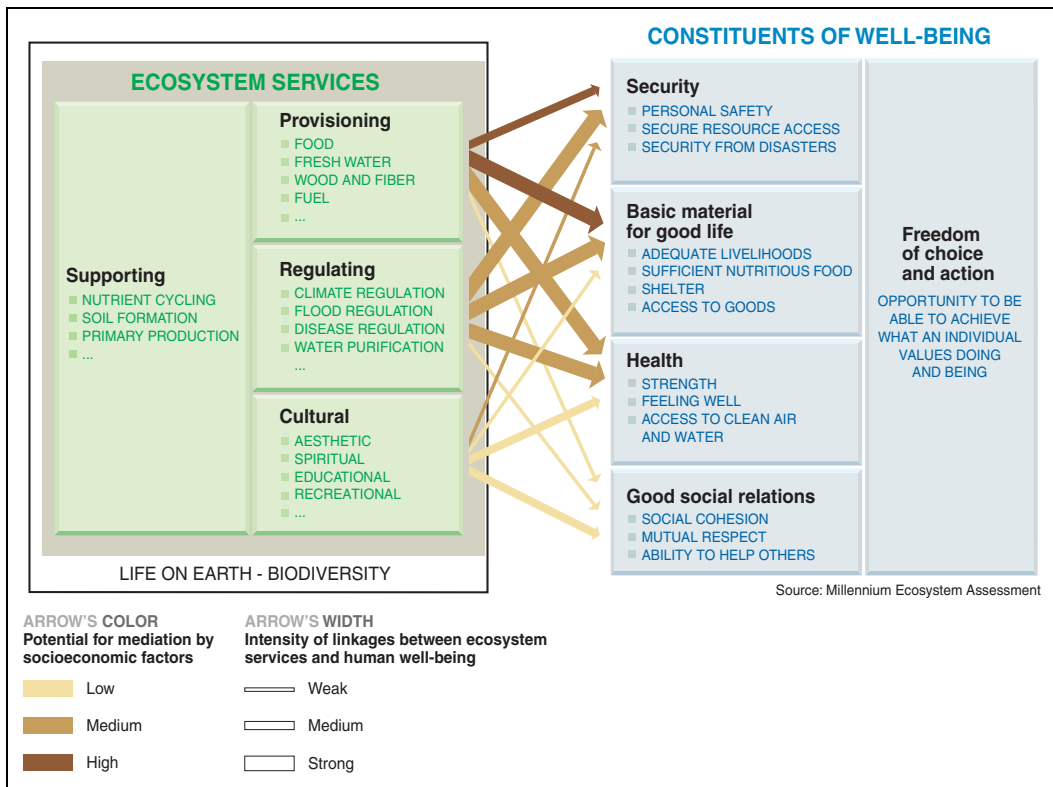 CONSTITUENTS OF WELL-BEING
ECOSYSTEM SERVICES
Supporting
NUTRIENT CYCLING
SOIL FORMATION
PRIMARY PRODUCTION
...
Provisioning
FOOD
FRESH WATER
WOOD AND FIBER
FUEL
...
Regulating
CLIMATE REGULATION
FLOOD REGULATION
DISEASE REGULATION
WATER PURIFICATION
...
Cultural
AESTHETIC
SPIRITUAL
EDUCATIONAL
RECREATIONAL
...
LIFE ON EARTH - BIODIVERSITY
Security
PERSONAL SAFETY
SECURE RESOURCE ACCESS
SECURITY FROM DISASTERS
Basic material
for good life
ADEQUATE LIVELIHOODS
SUFFICIENT NUTRITIOUS FOOD
SHELTER
ACCESS TO GOODS
Health
STRENGTH
FEELING WELL
ACCESS TO CLEAN AIR
AND WATER
Good social relations
SOCIAL COHESION
MUTUAL RESPECT
ABILITY TO HELP OTHERS
Freedom
of choice
and action
OPPORTUNITY TO BE
ABLE TO ACHIEVE
WHAT AN INDIVIDUAL
VALUES DOING
AND BEING
Source: Millennium Ecosystem Assessment
ARROW'S COLOR
Potential for mediation by
socioeconomic factors
Low
Medium
High
ARROW'S WIDTH
Intensity of linkages between ecosystem
services and human well-being
Weak
Medium
Strong